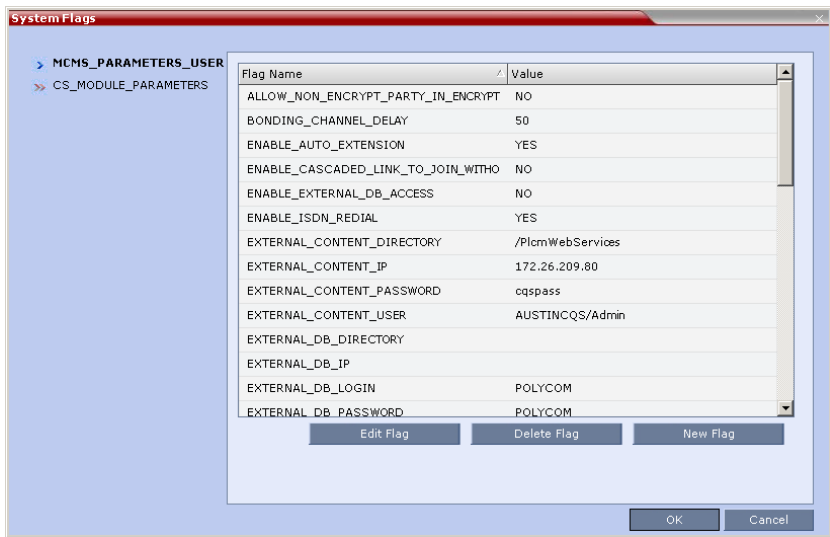 System Flags
MCMS_PARAMETERS_USER
CS_MODULE_PARAMETERS
Flag Name Value
ALLOW_NON_ENCRYPT_PARTY_IN_ENCRYPT NO
BONDING_CHANNEL_DELAY 50
ENABLE_AUTO_EXTENSION YES
ENABLE_CASCADED_LINK_TO_JOIN_WITHO NO
ENABLE_EXTERNAL_DB_ACCESS NO
ENABLE_ISDN_REDIAL YES
EXTERNAL_CONTENT_DIRECTORY /PlcmWebServices
EXTERNAL_CONTENT_IP 172.26.209.80
EXTERNAL_CONTENT_PASSWORD cqspass
EXTERNAL_CONTENT_USER AUSTINCQS/Admin
EXTERNAL_DB_DIRECTORY
EXTERNAL_DB_IP
EXTERNAL_DB_LOGIN POLYCOM
EXTERNAL_DB_PASSWORD POLYCOM
Edit Flag Delete Flag New Flag
OK Cancel